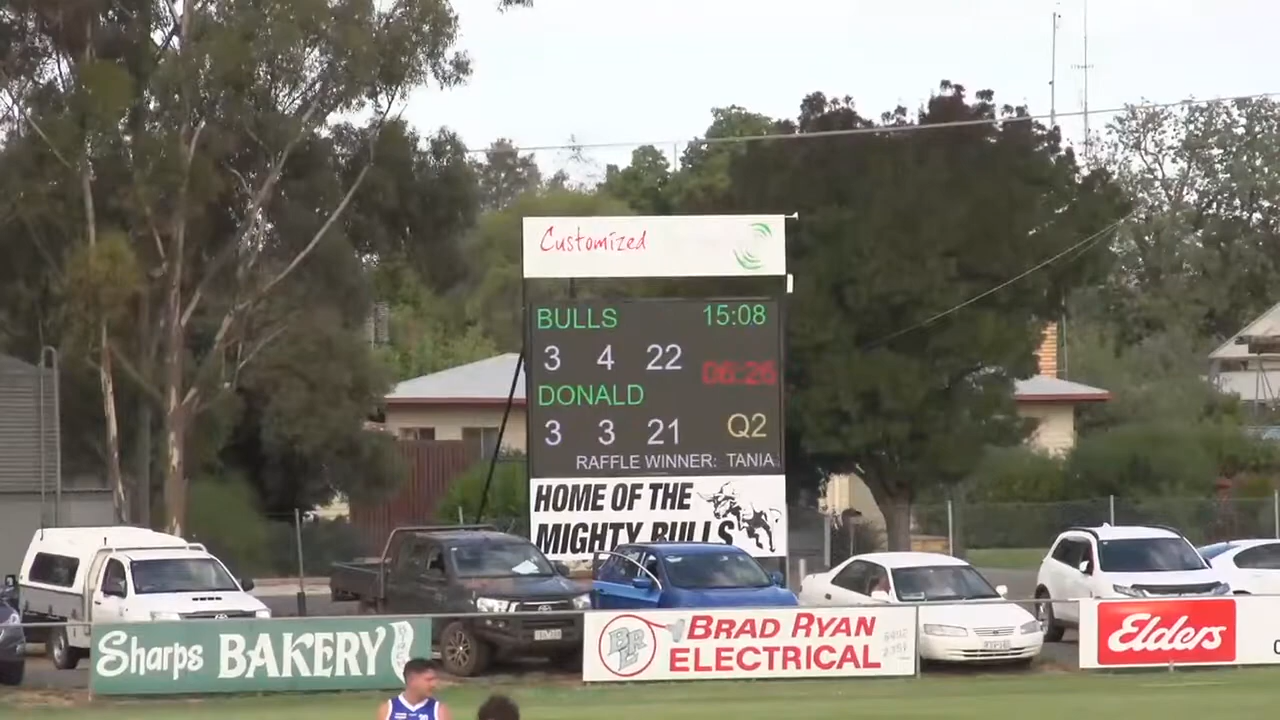 Customized
BULLS 15:08
3 4 22
06:26
DONALD
3 3 21 Q2
RAFFLE WINNER: TANIA
HOME OF THE
MIGHTY BULLS
Sharps BAKERY
BRE BRAD RYAN
ELECTRICAL
Elders